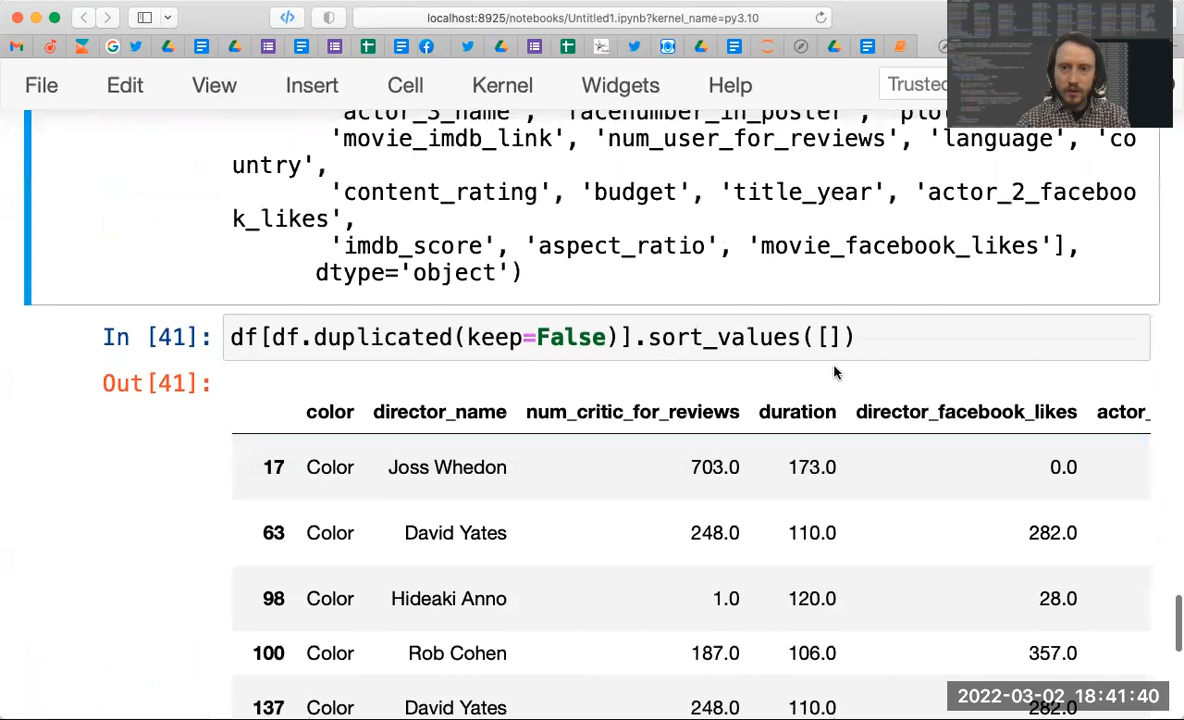 localhost:8925/notebooks/Untitled1.ipynb?kernel_name=py3.10
File Edit View Insert Cell Kernel Widgets Help Trusted
'actor_3_name', 'facenumber_in_poster',
'movie_imdb_link', 'num_user_for_reviews', 'language', 'co
untry',
'content_rating', 'budget', 'title_year', 'actor_2_faceboo
k_likes',
'imdb_score', 'aspect_ratio', 'movie_facebook_likes'],
dtype='object')
In [41]: df[df.duplicated(keep=False)].sort_values([])
Out[41]:
color director_name num_critic_for_reviews duration director_facebook_likes actor_
17 Color Joss Whedon 703.0 173.0 0.0
63 Color David Yates 248.0 110.0 282.0
98 Color Hideaki Anno 1.0 120.0 28.0
100 Color Rob Cohen 187.0 106.0 357.0
137 Color David Yates 248.0 110.0 282.0
2022-03-02 18:41:40